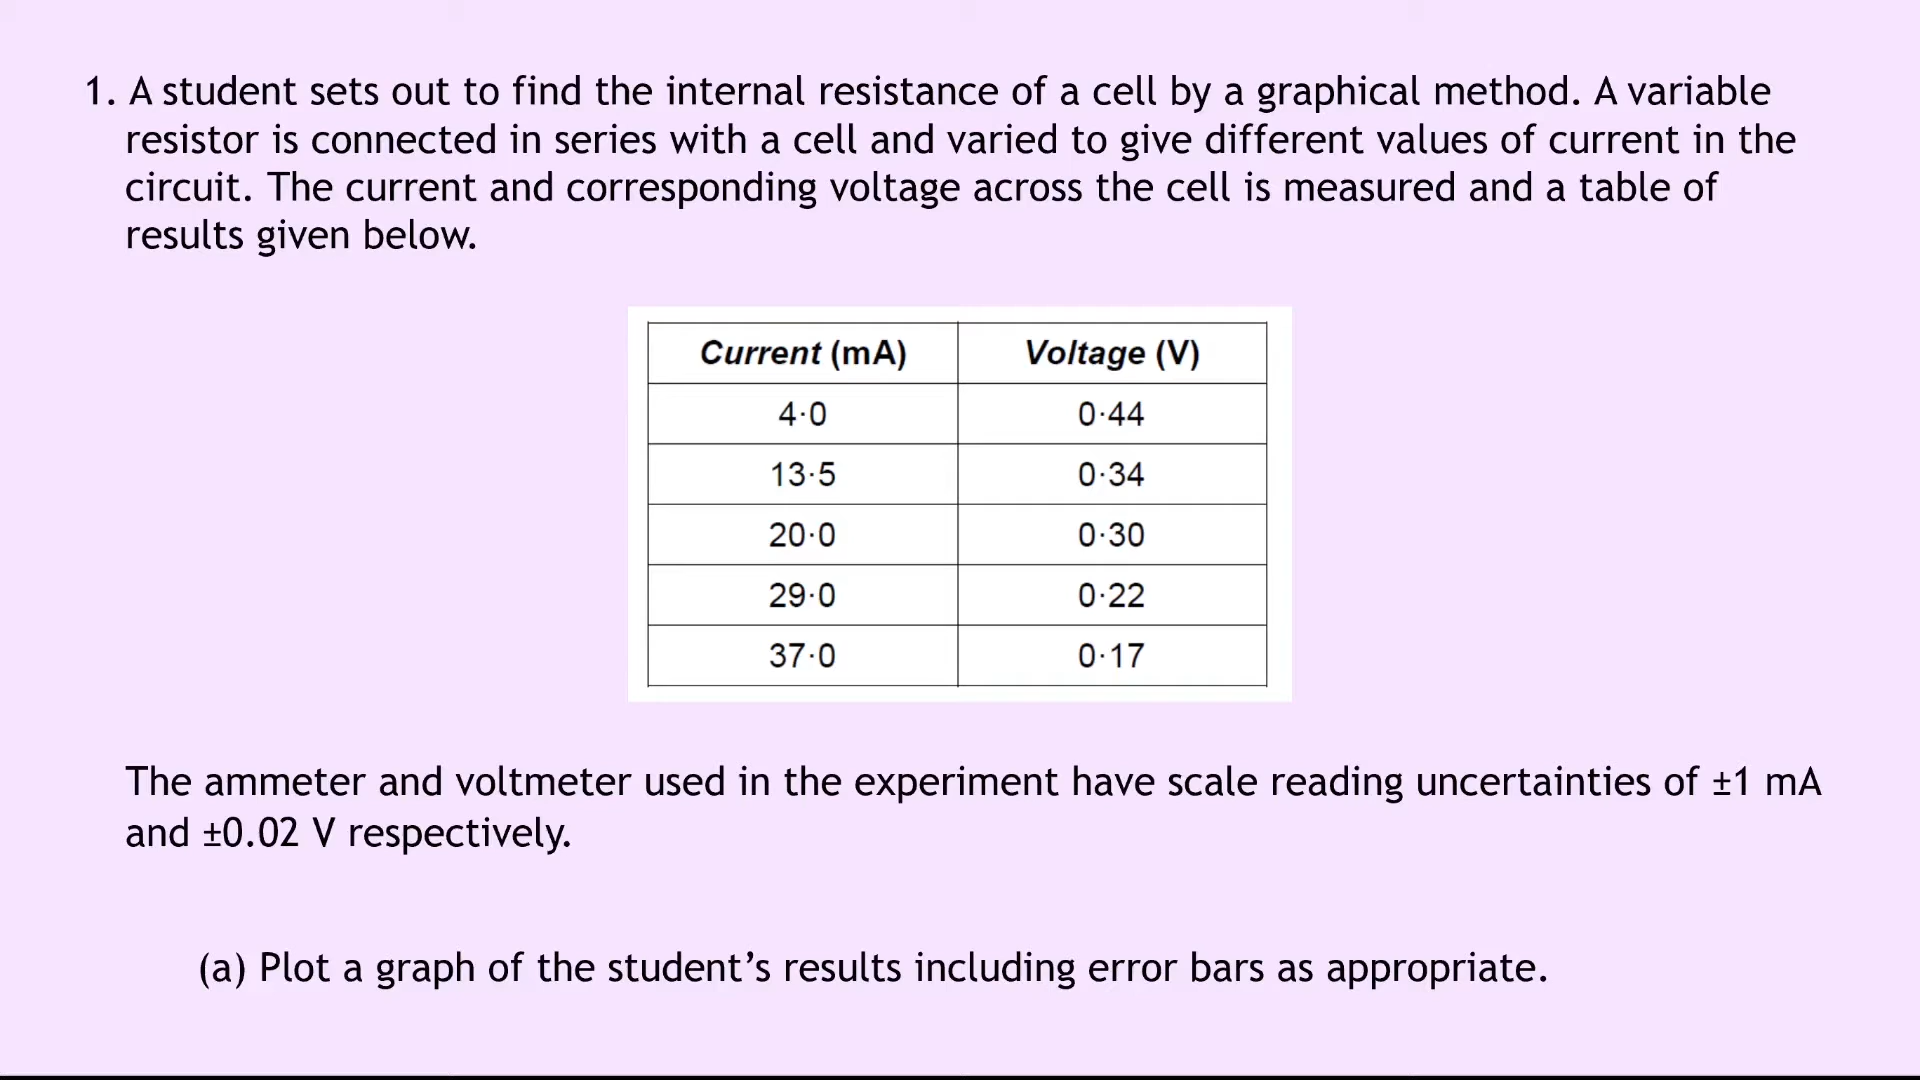 1. A student sets out to find the internal resistance of a cell by a graphical method. A variable
resistor is connected in series with a cell and varied to give different values of current in the
circuit. The current and corresponding voltage across the cell is measured and a table of
results given below.
Current (mA) Voltage (V)
4·0 0·44
13·5 0·34
20·0 0·30
29·0 0·22
37·0 0·17
The ammeter and voltmeter used in the experiment have scale reading uncertainties of ±1 mA
and ±0.02 V respectively.
(a) Plot a graph of the student’s results including error bars as appropriate.